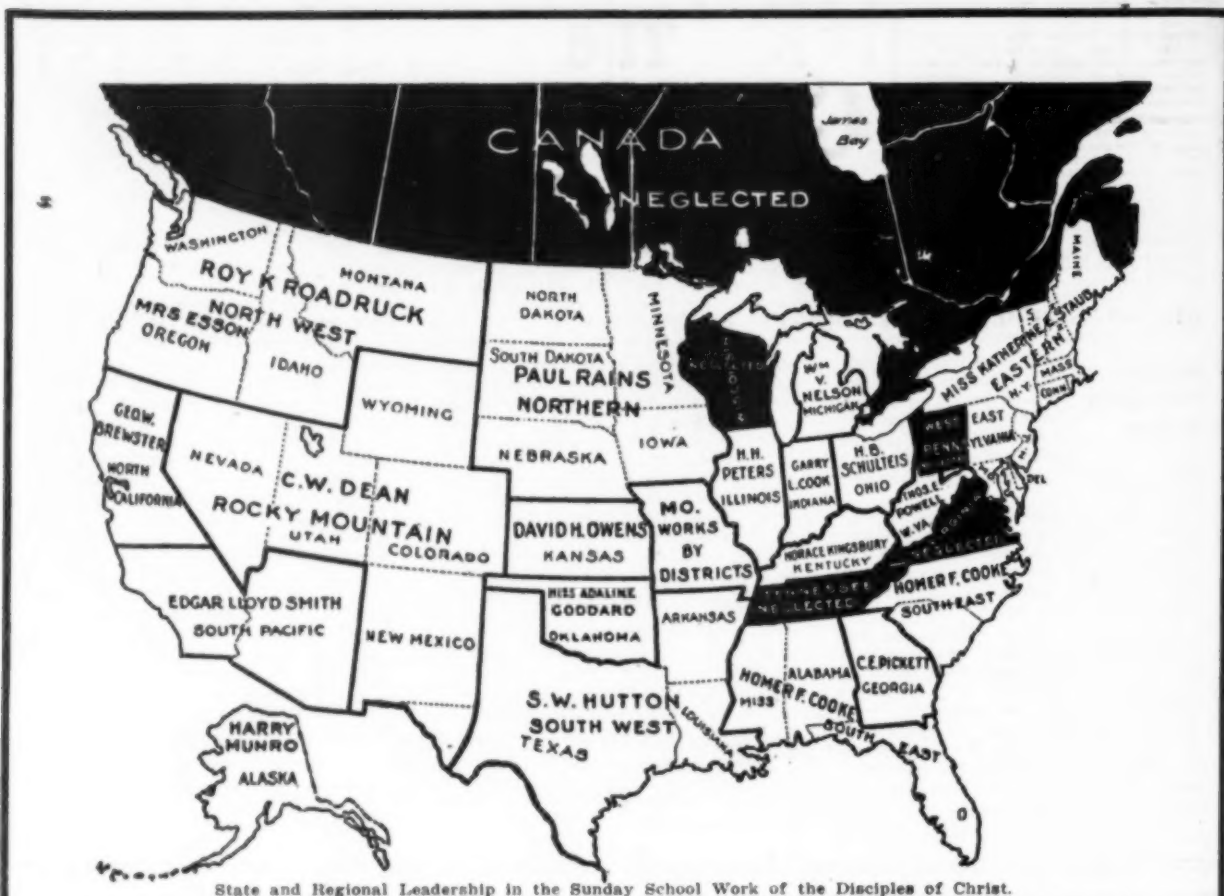 CANADA
NEGLECTED
James
Bay
WASHINGTON
ROY K ROADRUCK
MONTANA
NORTH WEST
MRS ESSON
OREGON
IDAHO
WYOMING
NORTH
DAKOTA
MINNESOTA
SOUTH DAKOTA
PAUL RAINS
NORTHERN
NEBRASKA
IOWA
NEGLECTED
WM
V.
NELSON
MICHIGAN
MAINE
MISS KATHERINE STAUB
EASTERN
N.Y.
MASS
CONN
WEST
PENN
EAST
SYLVANIA
DEL
GEO.W.
BREWSTER
NORTH
CALIFORNIA
NEVADA
C.W. DEAN
ROCKY MOUNTAIN
UTAH
COLORADO
DAVID H. OWENS
KANSAS
MO.
WORKS
BY
DISTRICTS
H.H.
PETERS
ILLINOIS
GARRY
L. COOK
INDIANA
H.B.
SCHULTEIS
OHIO
THOS. E.
POWELL
W.VA.
NEGLECTED
HORACE KINGSBURY
KENTUCKY
TENNESSEE
NEGLECTED
HOMER F. COOKE
SOUTH-EAST
EDGAR LLOYD SMITH
SOUTH PACIFIC
NEW MEXICO
MISS ADALINE
GODDARD
OKLAHOMA
ARKANSAS
S.W. HUTTON
SOUTH WEST
TEXAS
LOUISIANA
MISS
ALABAMA
HOMER F. COOKE
SOUTH EAST
C.E. PICKETT
GEORGIA
HARRY
MUNRO
ALASKA
State and Regional Leadership in the Sunday School Work of the Disciples of Christ.